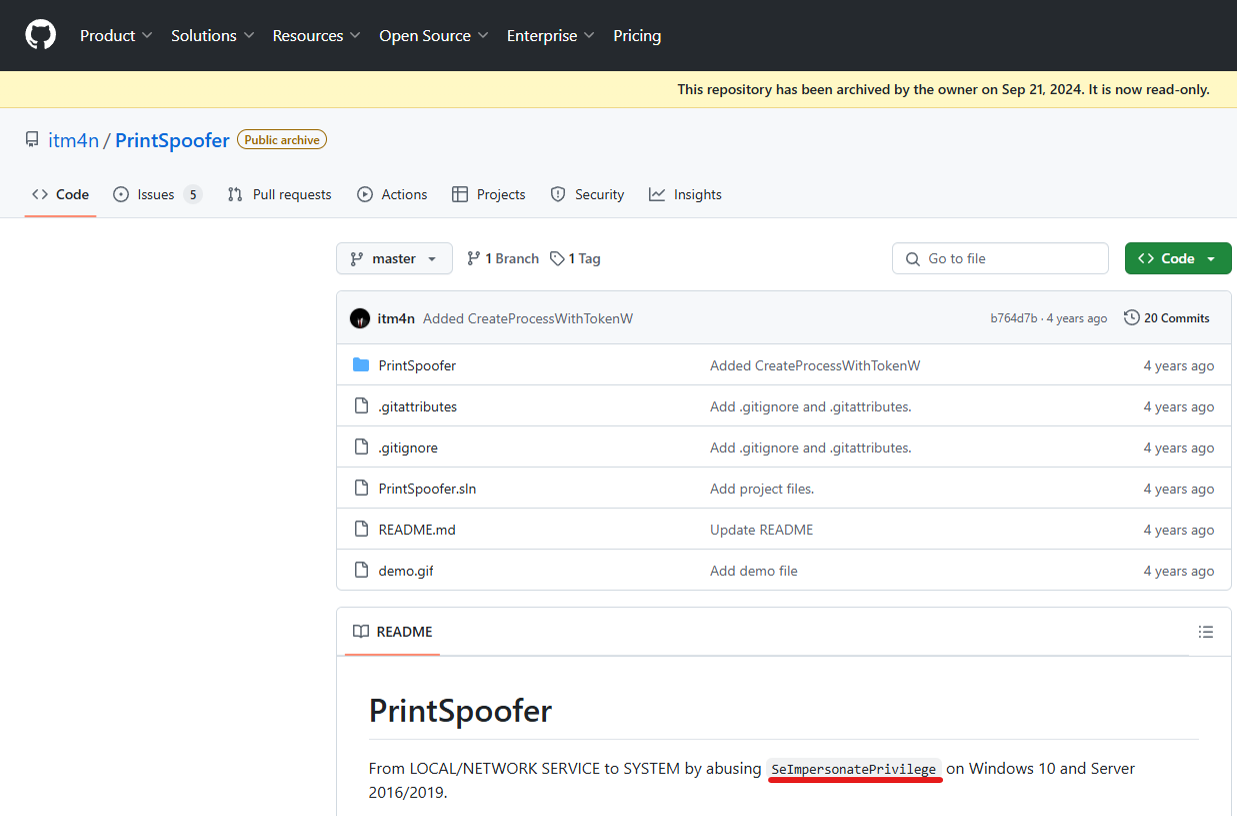 Product Solutions Resources Open Source Enterprise Pricing
This repository has been archived by the owner on Sep 21, 2024. It is now read-only.
itm4n / PrintSpoofer Public archive
Code Issues 5 Pull requests Actions Projects Security Insights
master 1 Branch 1 Tag Go to file Code
itm4n Added CreateProcessWithTokenW b764d7b · 4 years ago 20 Commits
PrintSpoofer Added CreateProcessWithTokenW 4 years ago
.gitattributes Add .gitignore and .gitattributes. 4 years ago
.gitignore Add .gitignore and .gitattributes. 4 years ago
PrintSpoofer.sln Add project files. 4 years ago
README.md Update README 4 years ago
demo.gif Add demo file 4 years ago
README
PrintSpoofer
From LOCAL/NETWORK SERVICE to SYSTEM by abusing SeImpersonatePrivilege on Windows 10 and Server
2016/2019.